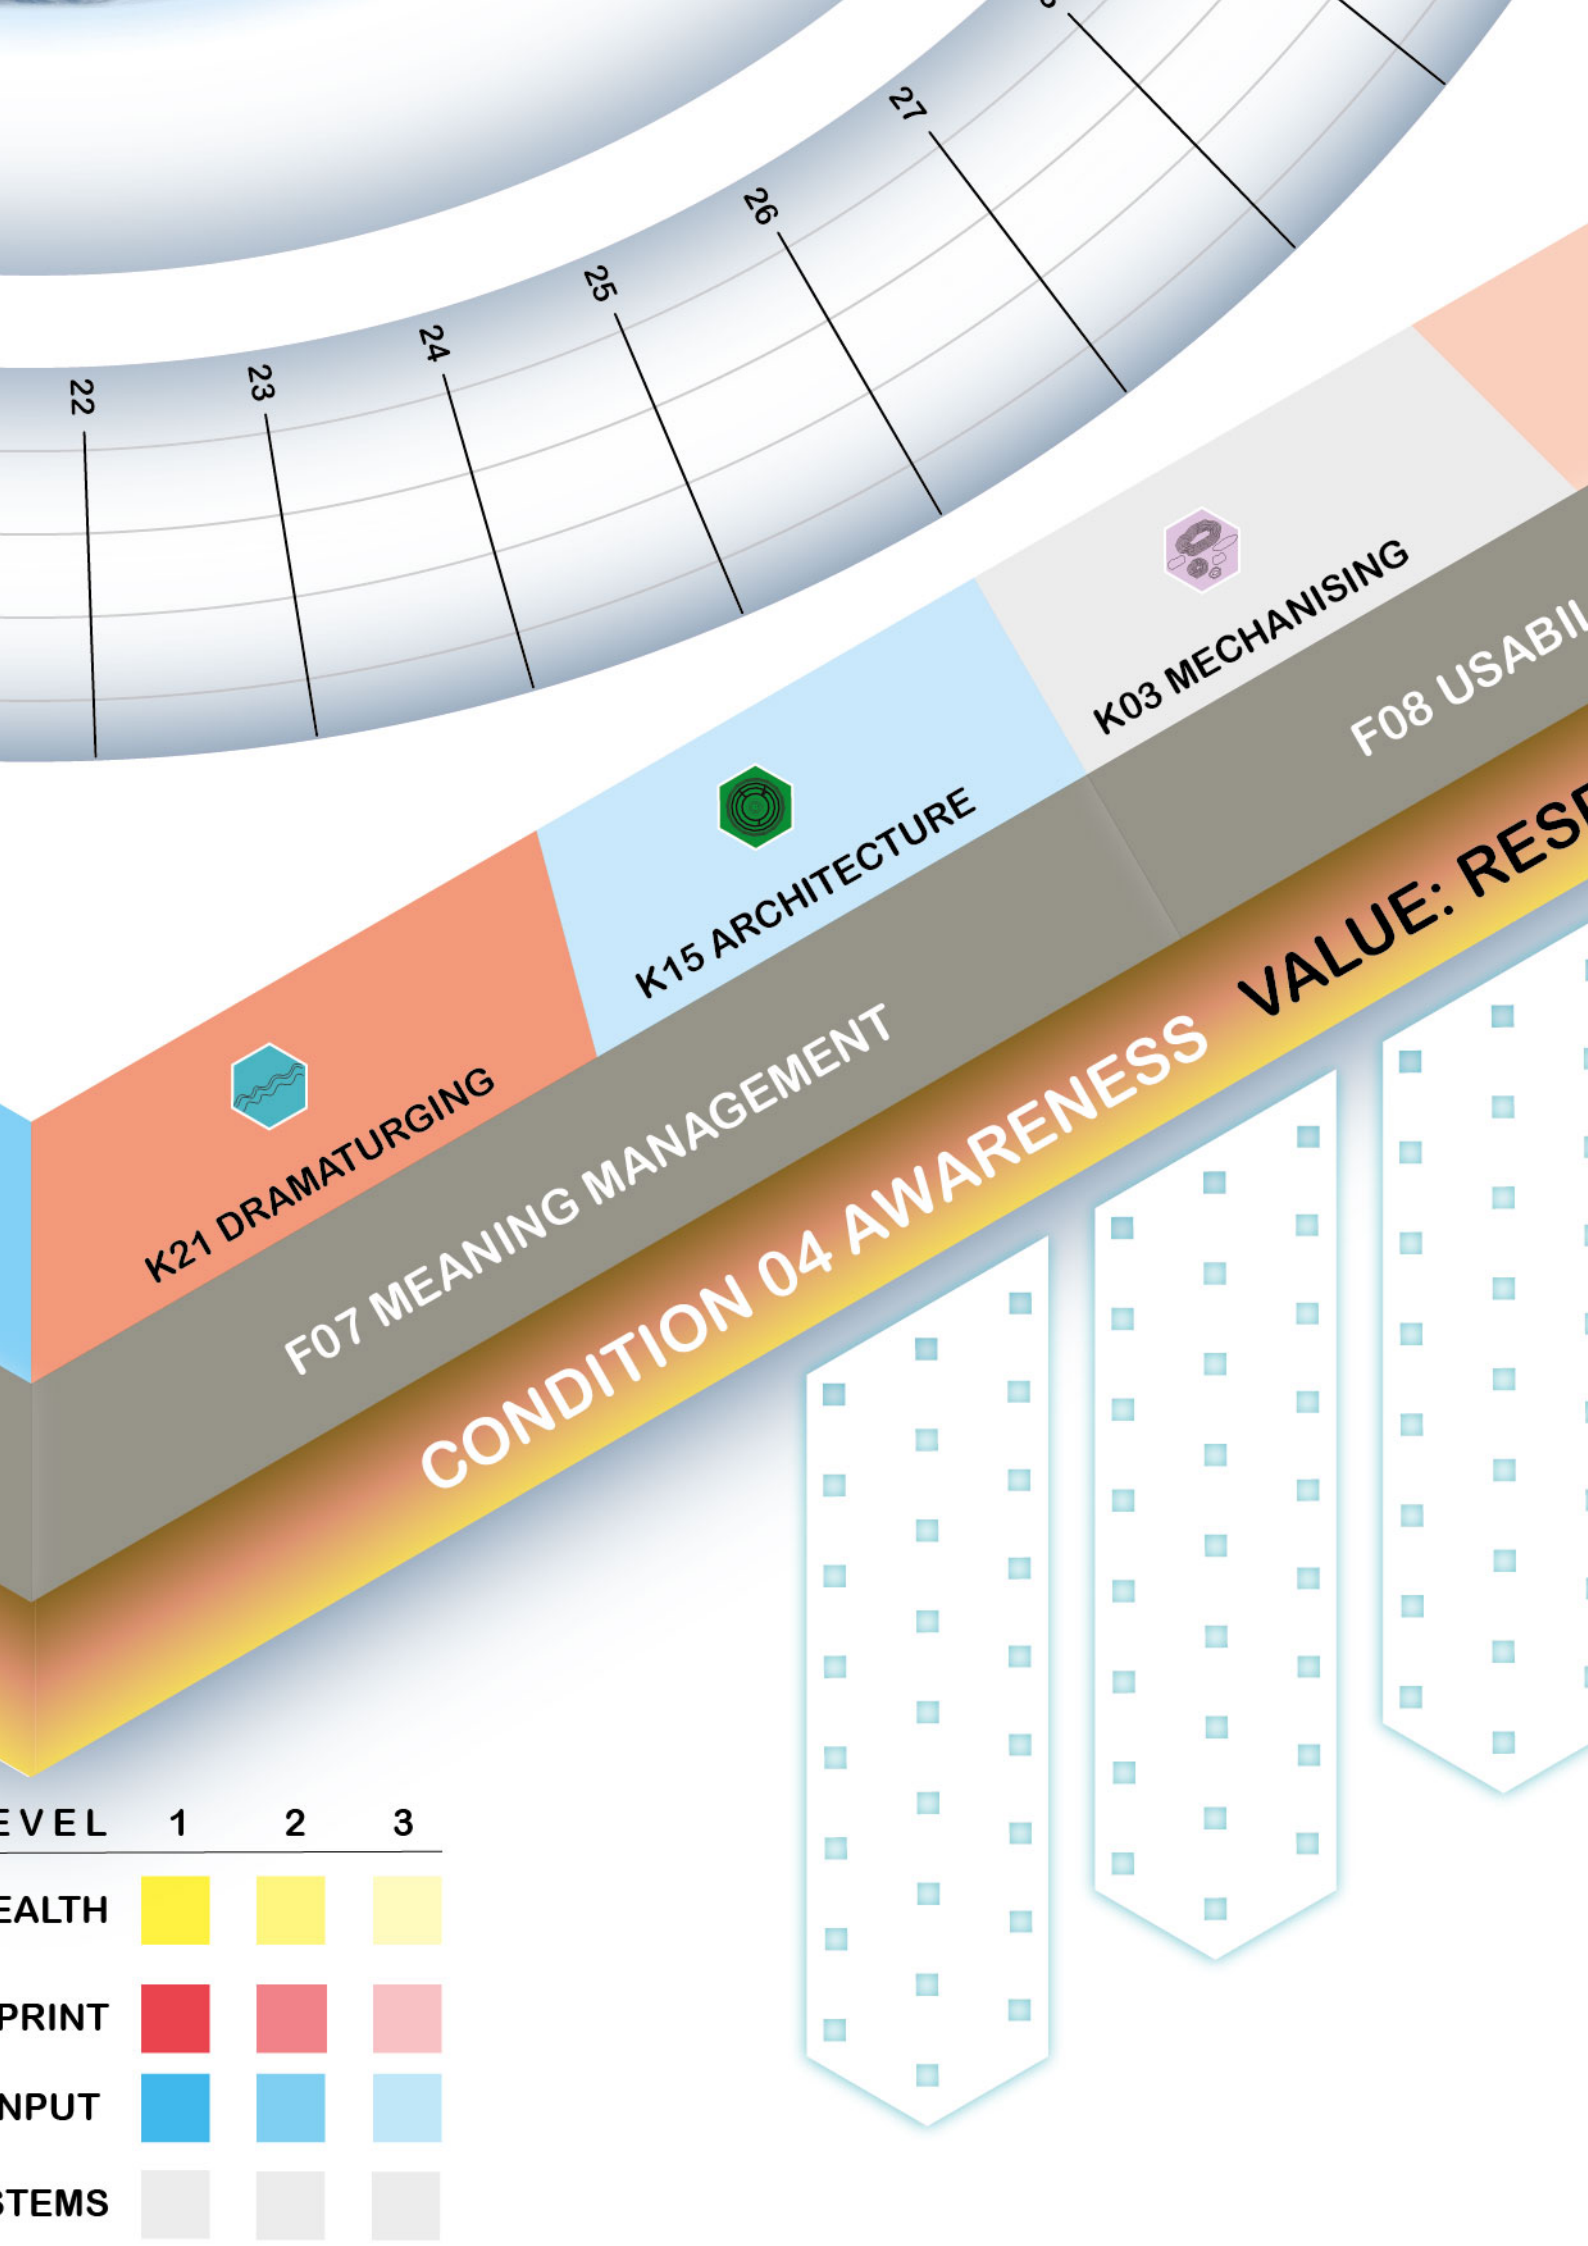 27
26
25
24
23
22
K03 MECHANISING
K15 ARCHITECTURE
K21 DRAMATURGING
F08 USABIL
F07 MEANING MANAGEMENT
CONDITION 04 AWARENESS VALUE: RESP
EVEL 1 2 3
EALTH
PRINT
NPUT
STEMS